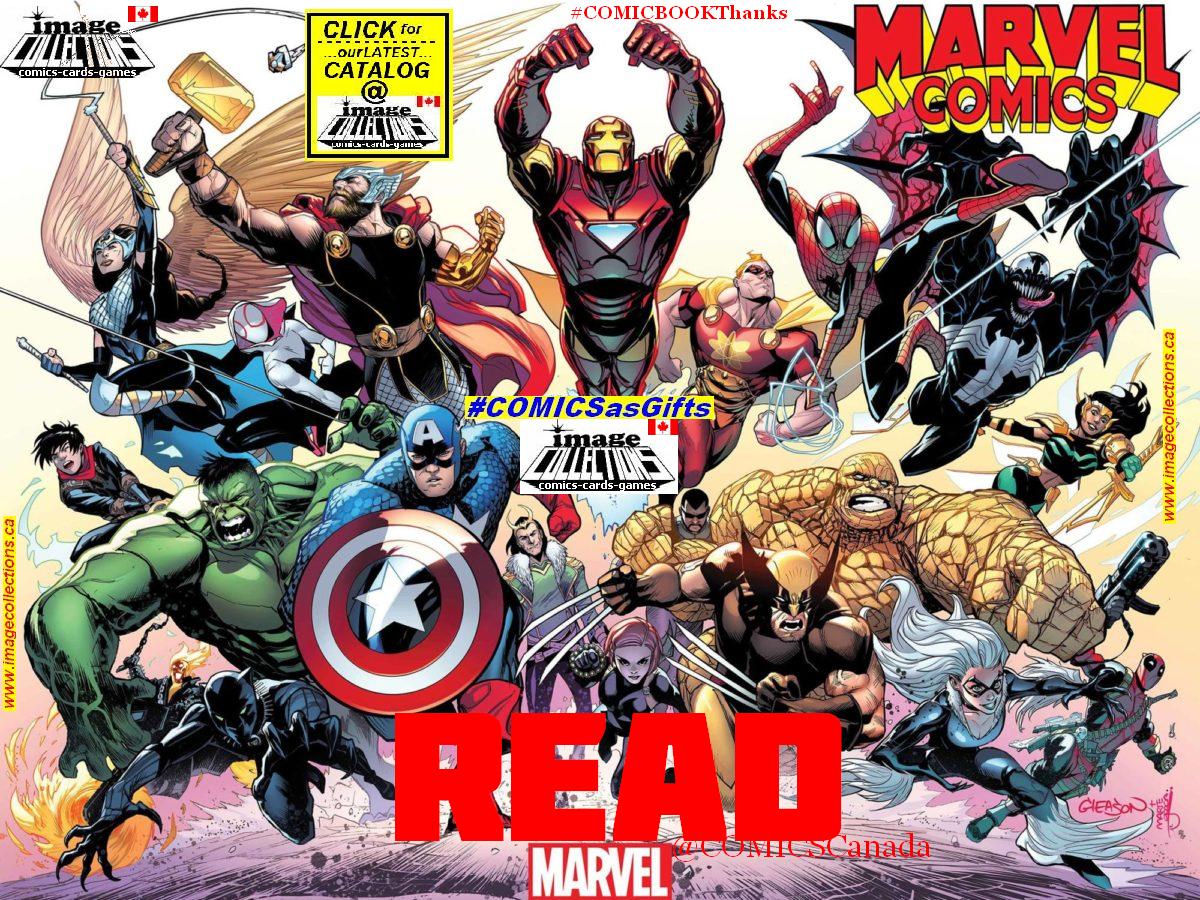 #COMICBOOKThanks
image
COLLECTIONS
comics-cards-games
CLICK for
our LATEST...
CATALOG
@
image
COLLECTIONS
comics-cards-games
MARVEL
COMICS
#COMICSasGifts
image
COLLECTIONS
comics-cards-games
A
www.imagecollections.ca
www.imagecollections.ca
READ
GLEASON
@COMICSCanada
MARVEL